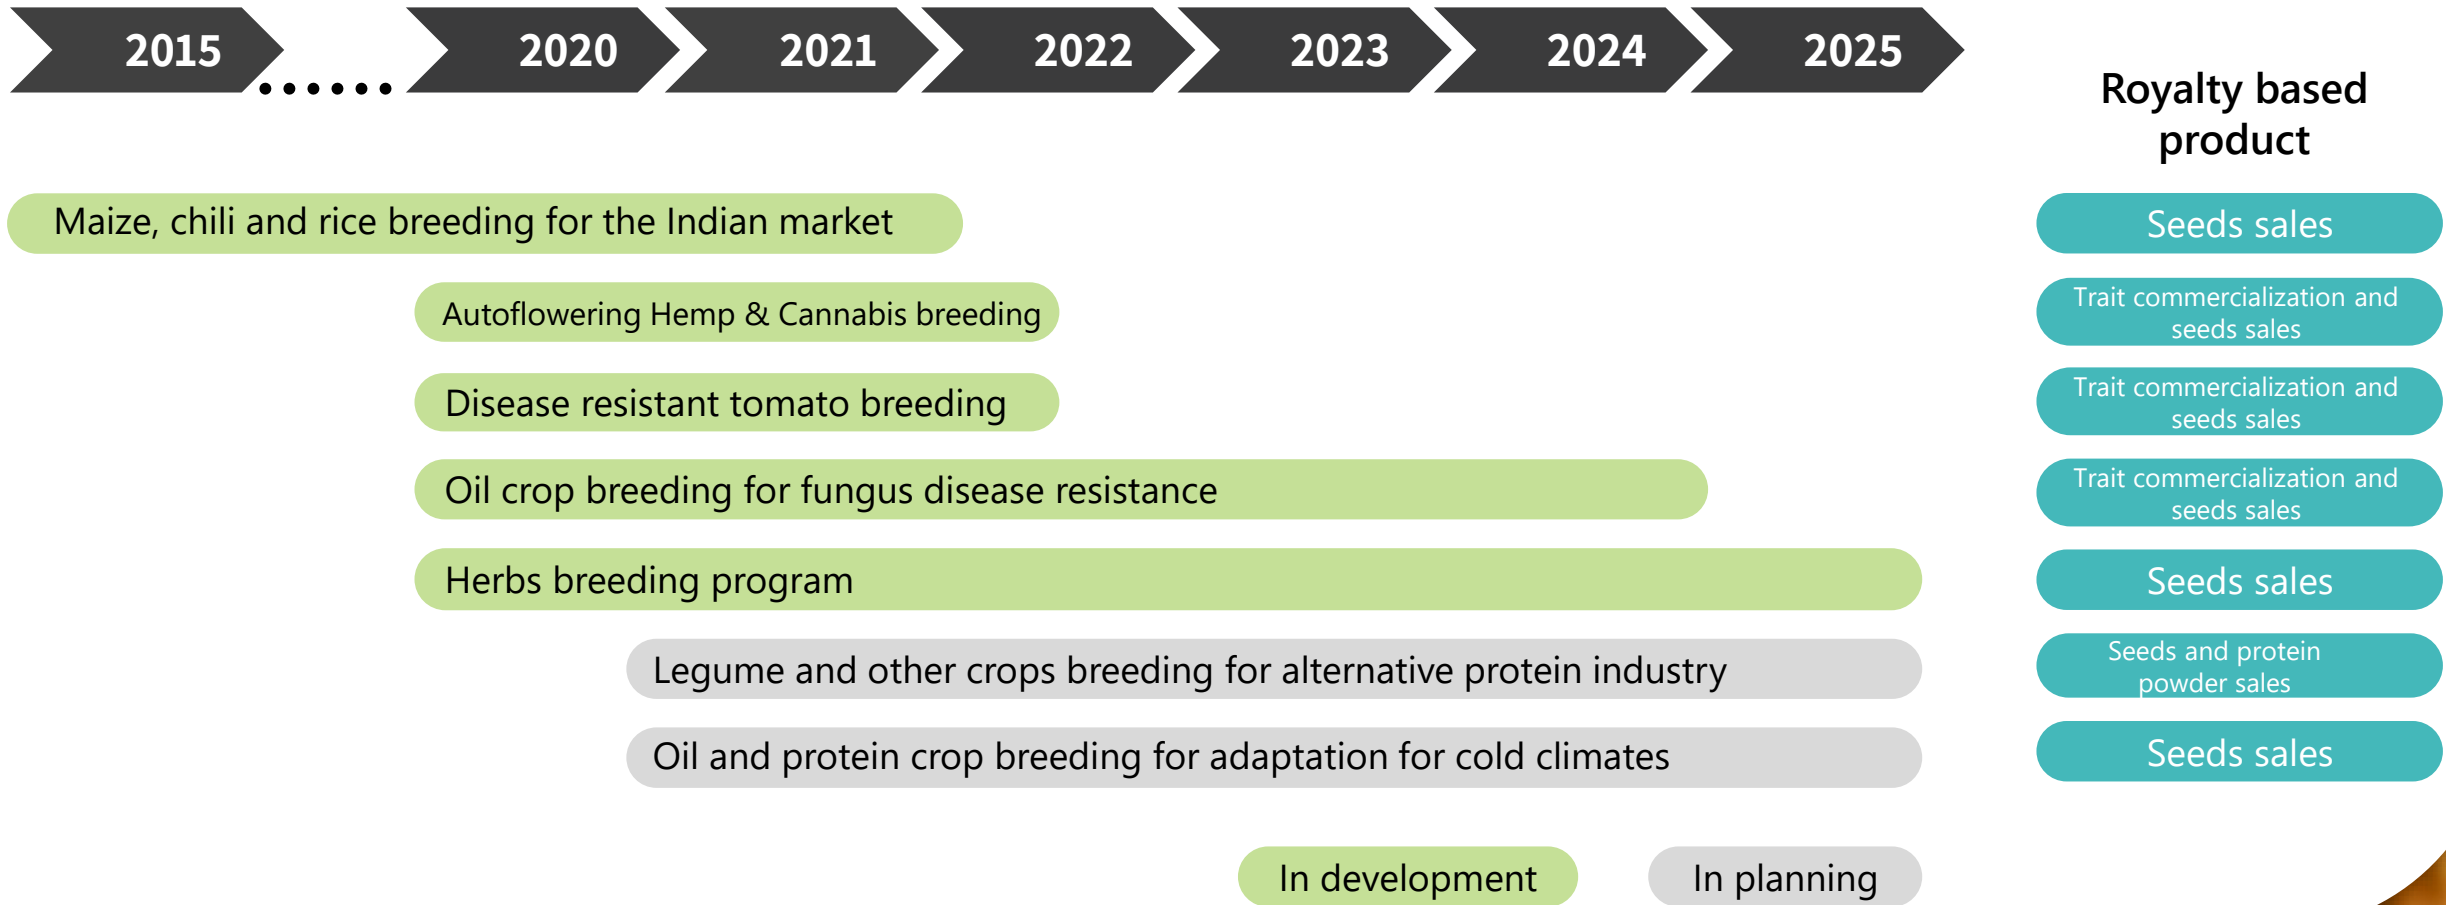 2015
2020
2021
2022
2023
2024
2025
Royalty based
product
Maize, chili and rice breeding for the Indian market
Seeds sales
Autoflowering Hemp & Cannabis breeding
Trait commercialization and
seeds sales
Disease resistant tomato breeding
Trait commercialization and
seeds sales
Oil crop breeding for fungus disease resistance
Trait commercialization and
seeds sales
Herbs breeding program
Seeds sales
Legume and other crops breeding for alternative protein industry
Seeds and protein
powder sales
Oil and protein crop breeding for adaptation for cold climates
Seeds sales
In development
In planning